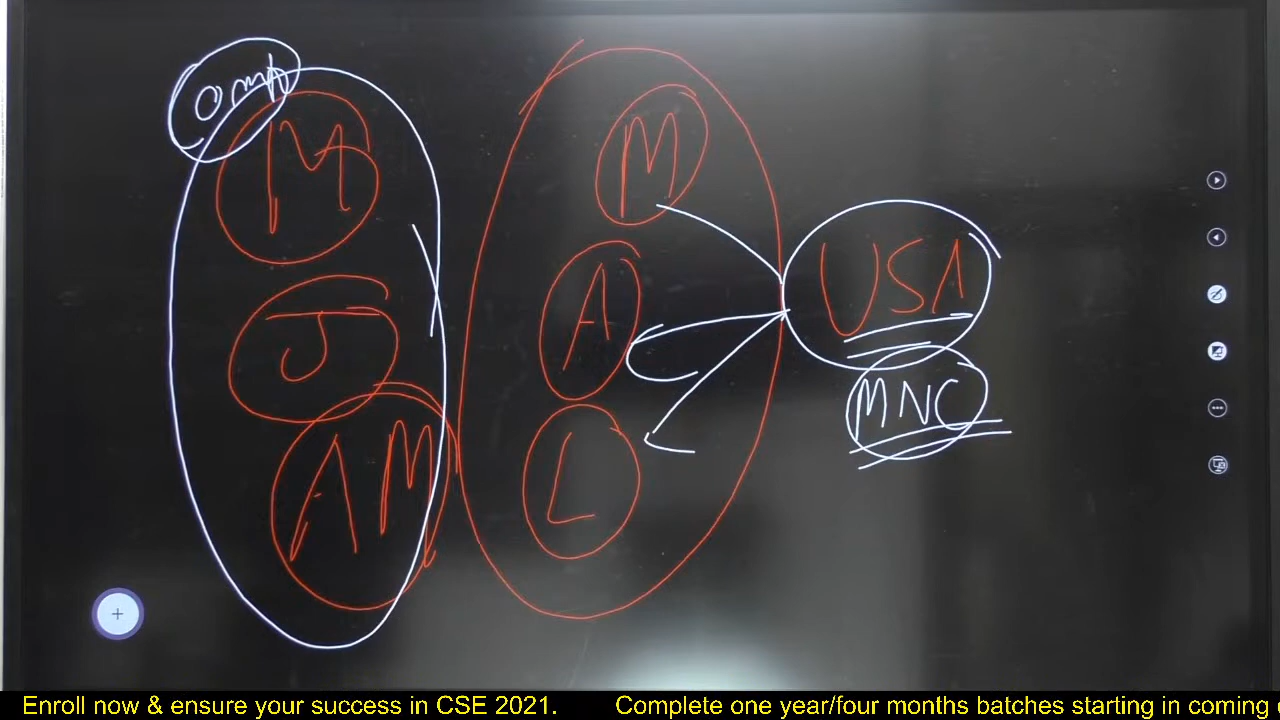 M
J
AM
M
A
L
USA
MNC
Enroll now & ensure your success in CSE 2021. Complete one year/four months batches starting in coming